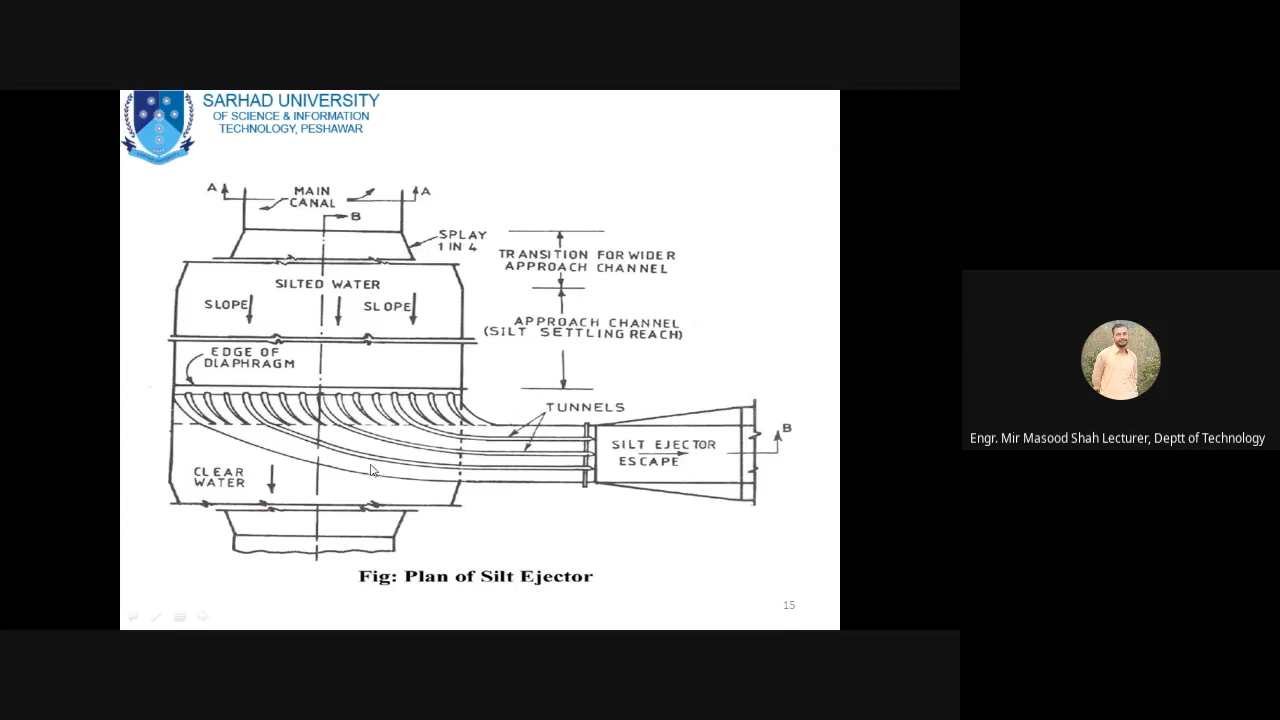 SARHAD UNIVERSITY
OF SCIENCE & INFORMATION
TECHNOLOGY, PESHAWAR
A
MAIN
CANAL
A
B
SPLAY
1 IN 4
TRANSITION FOR WIDER
APPROACH CHANNEL
SILTED WATER
SLOPE
SLOPE
APPROACH CHANNEL
(SILT SETTLING REACH)
EDGE OF
DIAPHRAGM
TUNNELS
B
SILT EJECTOR
ESCAPE
CLEAR
WATER
Fig: Plan of Silt Ejector
15
Engr. Mir Masood Shah Lecturer, Deptt of Technology